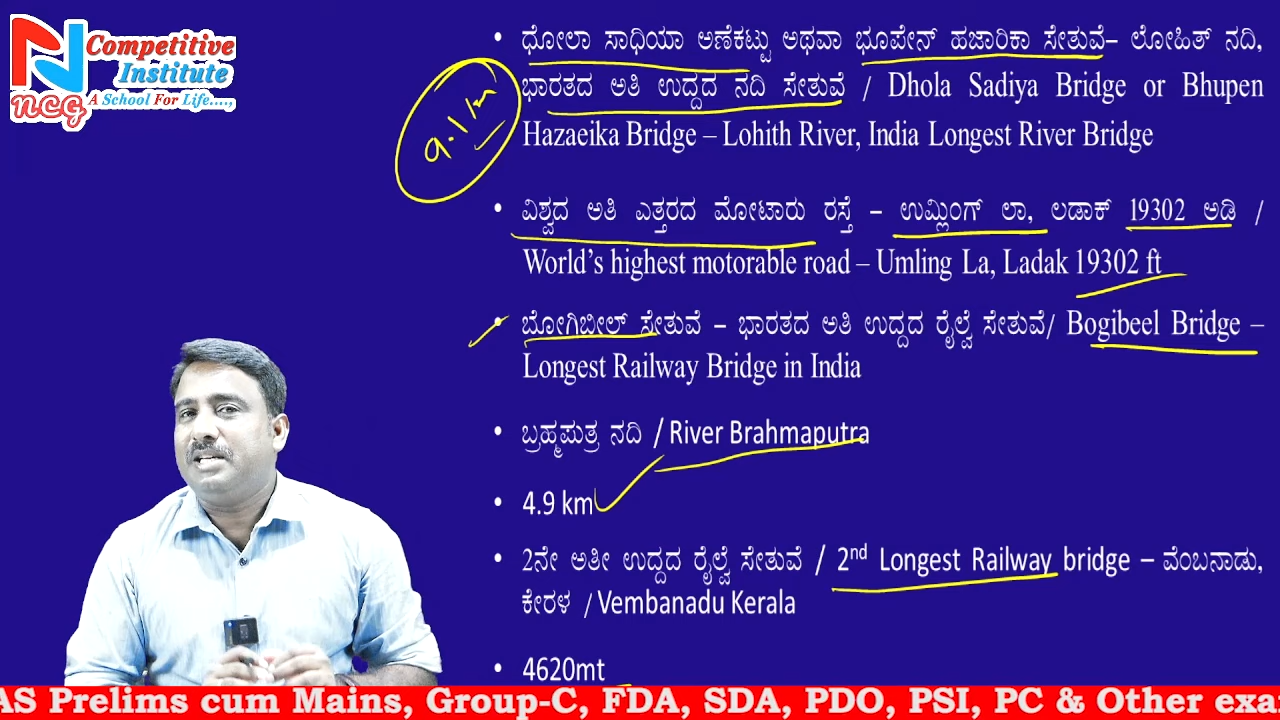 Competitive
Institute
NCG A School For Life....,
• ಧೋಲಾ ಸಾಧಿಯಾ ಅಣೆಕಟ್ಟು ಅಥವಾ ಭೂಪೇನ್ ಹಜಾರಿಕಾ ಸೇತುವೆ– ಲೋಹಿತ್ ನದಿ,
ಭಾರತದ ಅತಿ ಉದ್ದದ ನದಿ ಸೇತುವೆ / Dhola Sadiya Bridge or Bhupen
Hazaeika Bridge – Lohith River, India Longest River Bridge
• ವಿಶ್ವದ ಅತಿ ಎತ್ತರದ ಮೋಟಾರು ರಸ್ತೆ – ಉಮ್ಲಿಂಗ್ ಲಾ, ಲಡಾಕ್ 19302 ಅಡಿ /
World's highest motorable road – Umling La, Ladak 19302 ft
• ಬೋಗಿಬೀಲ್ ಸೇತುವೆ – ಭಾರತದ ಅತಿ ಉದ್ದದ ರೈಲ್ವೆ ಸೇತುವೆ/ Bogibeel Bridge –
Longest Railway Bridge in India
• ಬ್ರಹ್ಮಪುತ್ರ ನದಿ / River Brahmaputra
• 4.9 km
• 2ನೇ ಅತೀ ಉದ್ದದ ರೈಲ್ವೆ ಸೇತುವೆ / 2nd Longest Railway bridge – ವೆಂಬನಾಡು,
ಕೇರಳ / Vembanadu Kerala
• 4620mt
AS Prelims cum Mains, Group-C, FDA, SDA, PDO, PSI, PC & Other exa